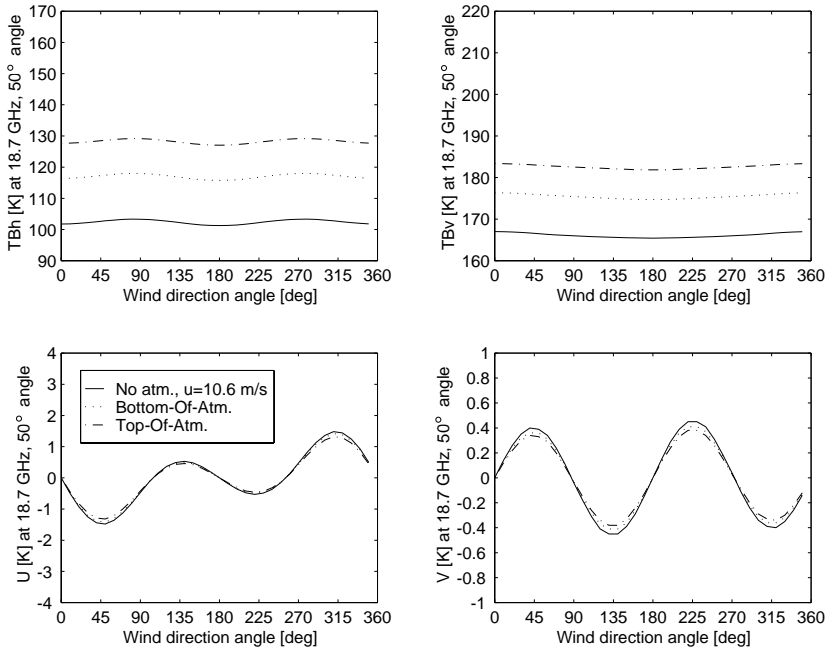 170
160
150
140
130
120
110
100
90
TBh [K] at 18.7 GHz, 50° angle
0 45 90 135 180 225 270 315 360
Wind direction angle [deg]
220
210
200
190
180
170
160
TBv [K] at 18.7 GHz, 50° angle
0 45 90 135 180 225 270 315 360
Wind direction angle [deg]
4
3
2
1
0
-1
-2
-3
-4
U [K] at 18.7 GHz, 50° angle
No atm., u=10.6 m/s
Bottom-Of-Atm.
Top-Of-Atm.
0 45 90 135 180 225 270 315 360
Wind direction angle [deg]
1
0.8
0.6
0.4
0.2
0
-0.2
-0.4
-0.6
-0.8
-1
V [K] at 18.7 GHz, 50° angle
0 45 90 135 180 225 270 315 360
Wind direction angle [deg]